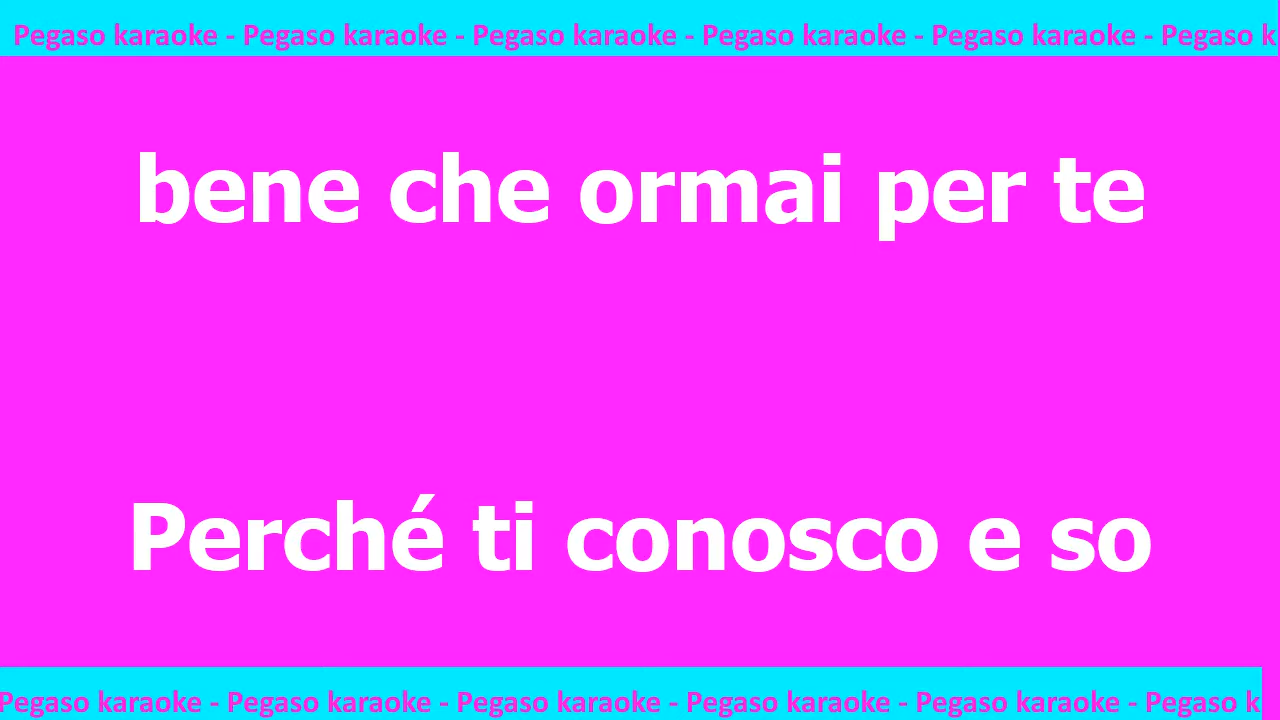 Pegaso karaoke - Pegaso karaoke - Pegaso karaoke - Pegaso karaoke - Pegaso karaoke - Pegaso k
bene che ormai per te
Perché ti conosco e so
Pegaso karaoke - Pegaso karaoke - Pegaso karaoke - Pegaso karaoke - Pegaso karaoke - Pegaso k